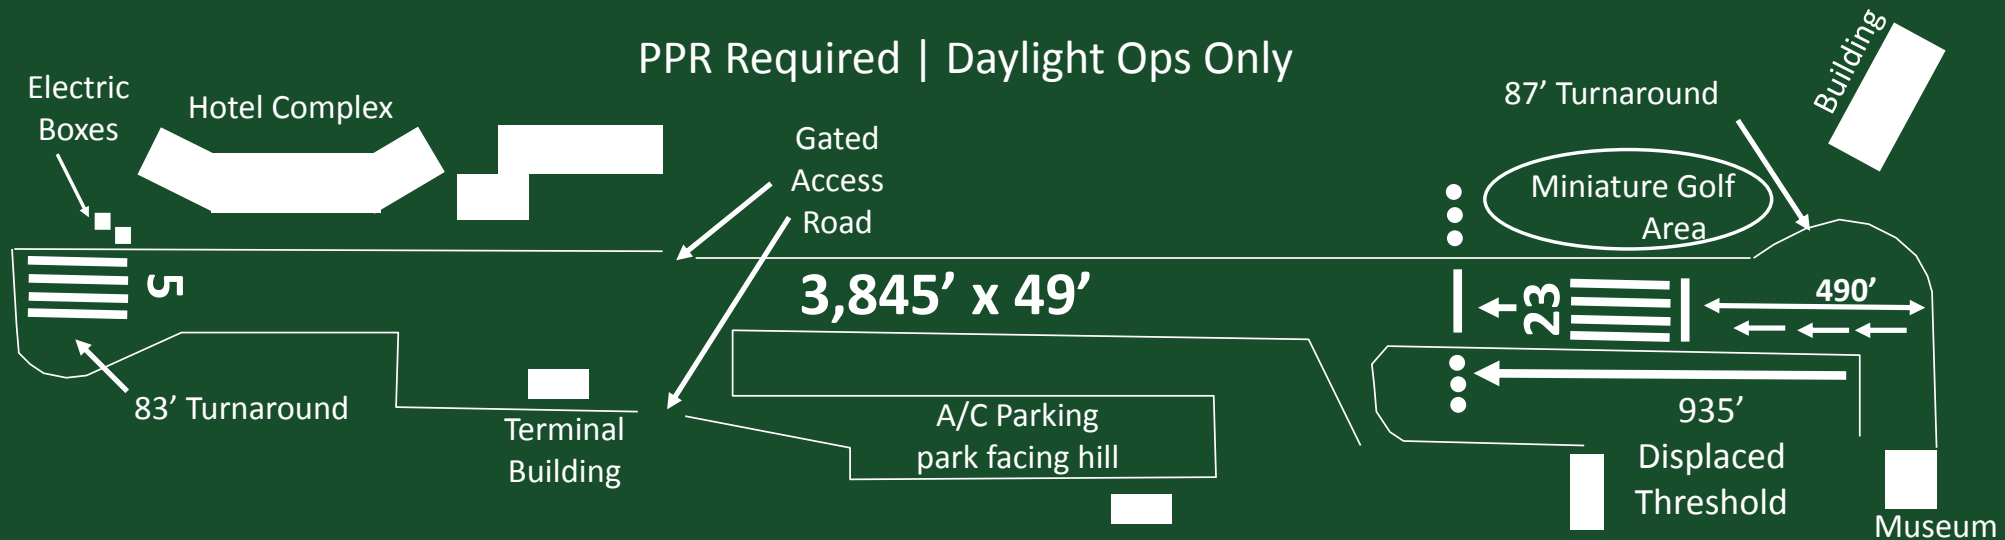 PPR Required | Daylight Ops Only
Electric
Boxes
Hotel Complex
Gated
Access
Road
87’ Turnaround
Building
Miniature Golf
Area
5
3,845’ x 49’
23
490’
83’ Turnaround
Terminal
Building
A/C Parking
park facing hill
935’
Displaced
Threshold
Museum